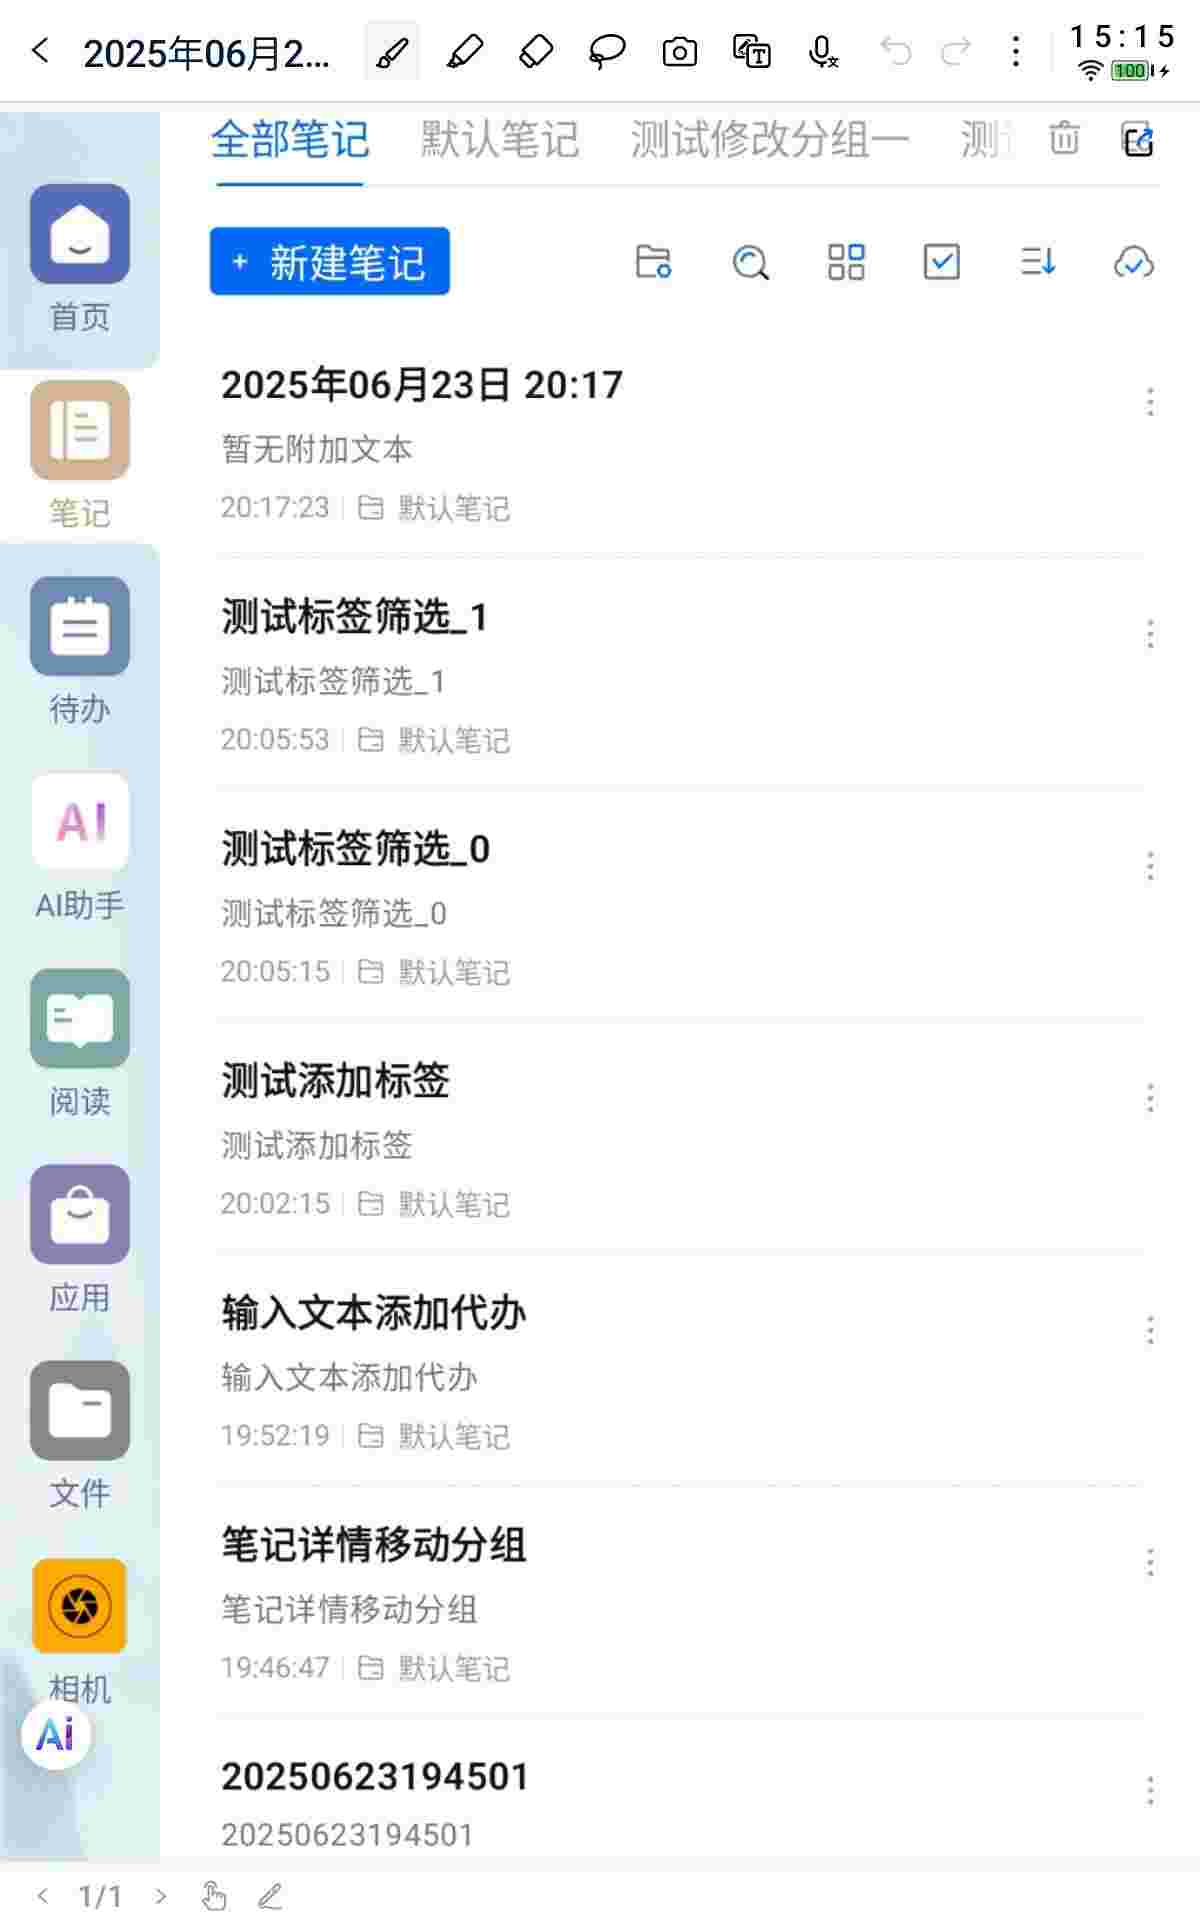 2025年06月2...
15:15
100
全部笔记 默认笔记 测试修改分组一 测
+ 新建笔记
首页
笔记
待办
AI
AI助手
阅读
应用
文件
相机
Ai
2025年06月23日 20:17
暂无附加文本
20:17:23 默认笔记
测试标签筛选_1
测试标签筛选_1
20:05:53 默认笔记
测试标签筛选_0
测试标签筛选_0
20:05:15 默认笔记
测试添加标签
测试添加标签
20:02:15 默认笔记
输入文本添加代办
输入文本添加代办
19:52:19 默认笔记
笔记详情移动分组
笔记详情移动分组
19:46:47 默认笔记
20250623194501
20250623194501
< 1/1 >